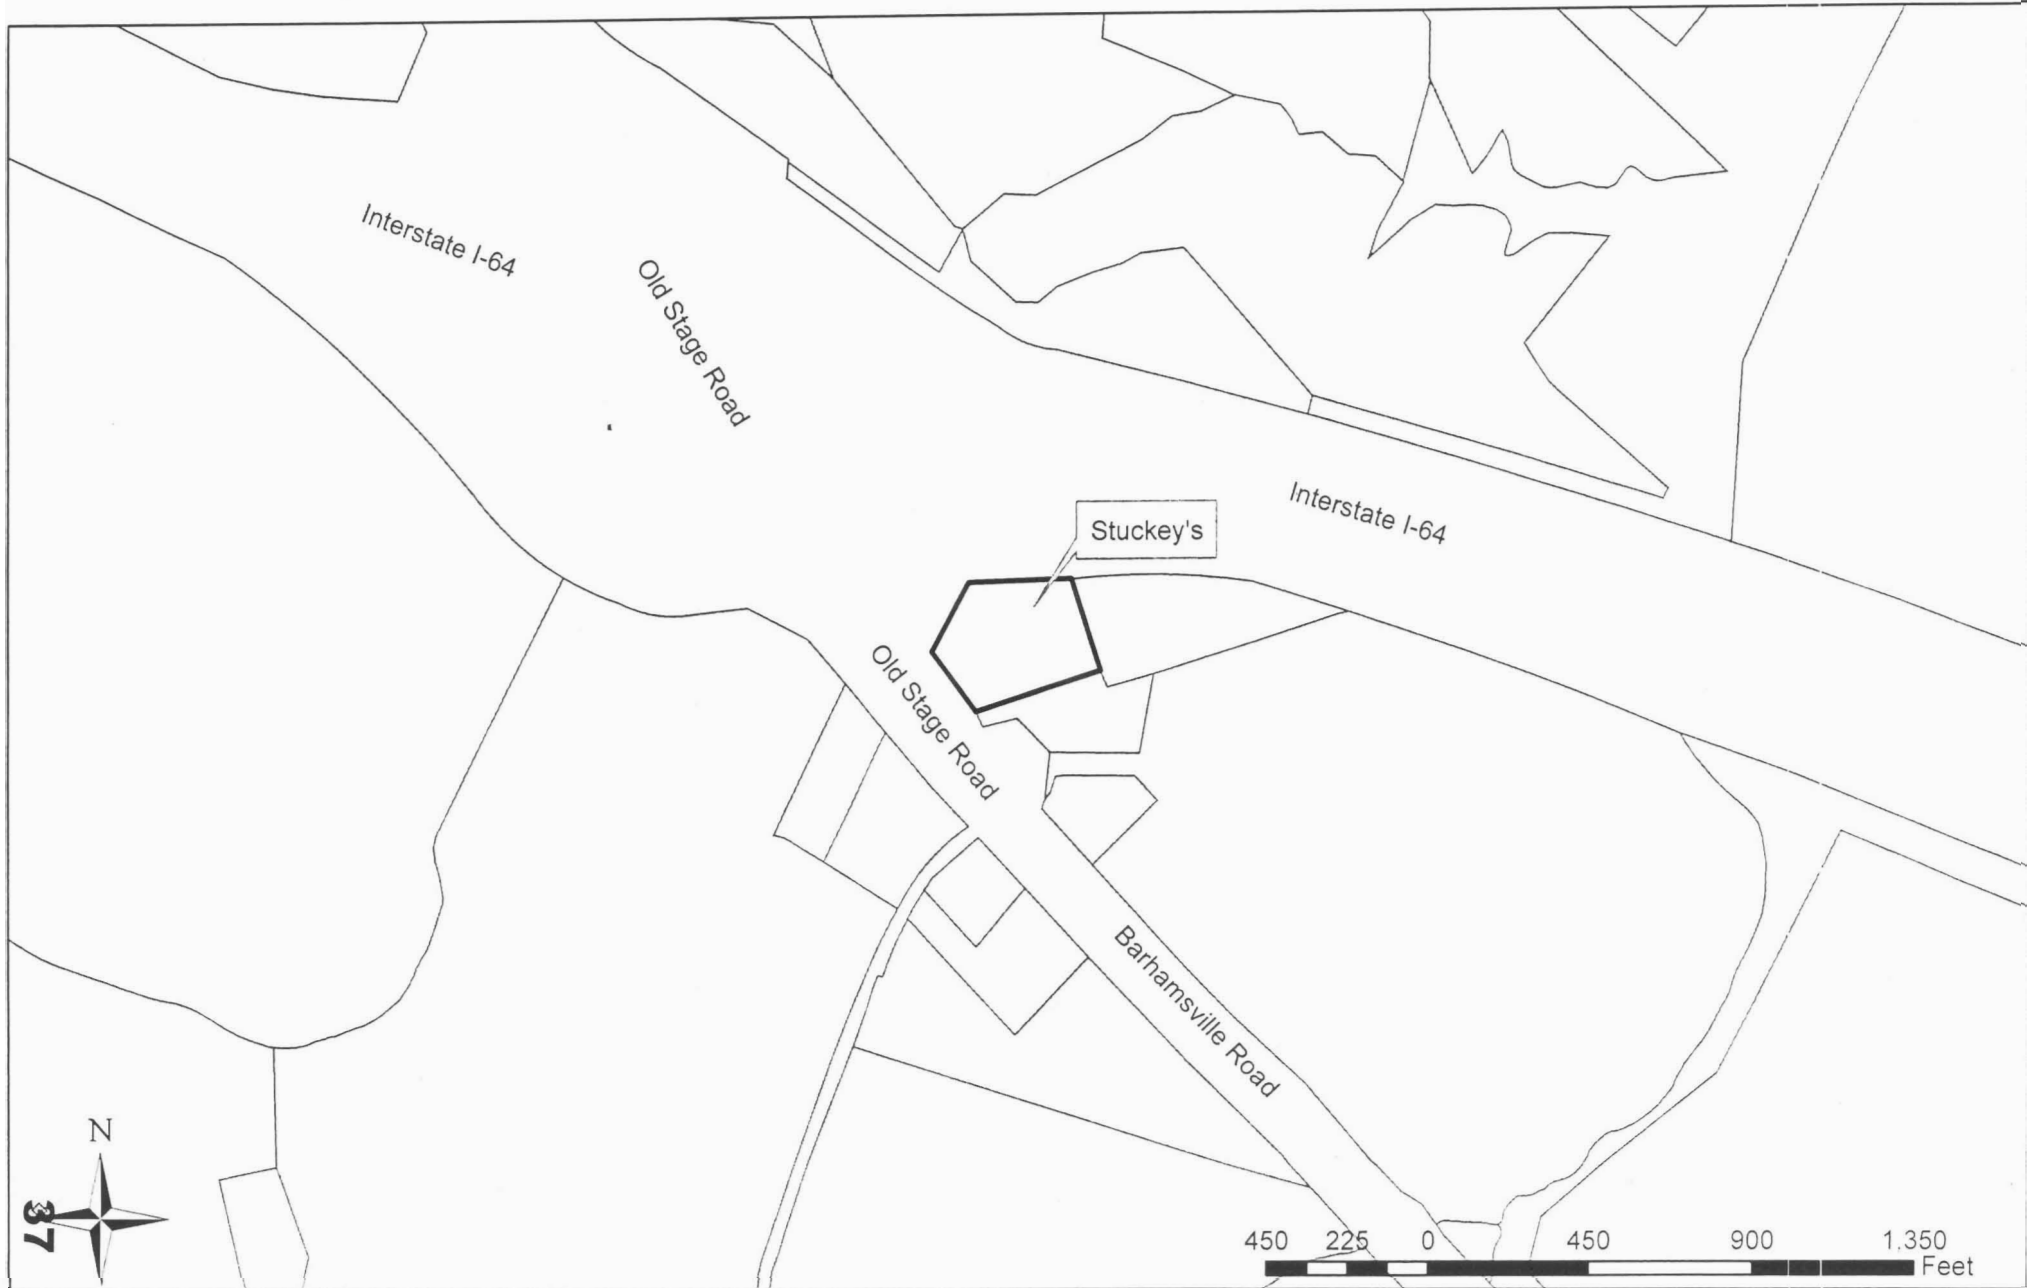 Interstate I-64
Old Stage Road
Interstate I-64
Stuckey's
Old Stage Road
Barhamsville Road
N
37
450 225 0 450 900 1,350
Feet